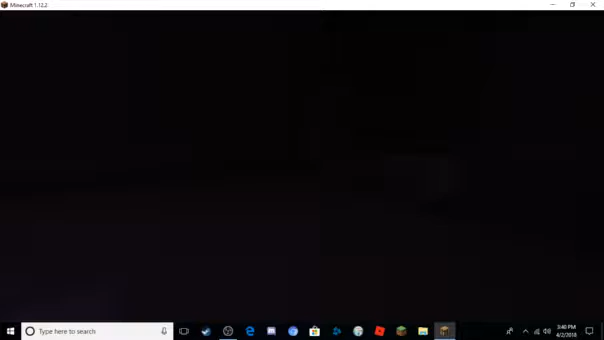 Minecraft 1.12.2
Type here to search
3:40 PM
4/2/2018